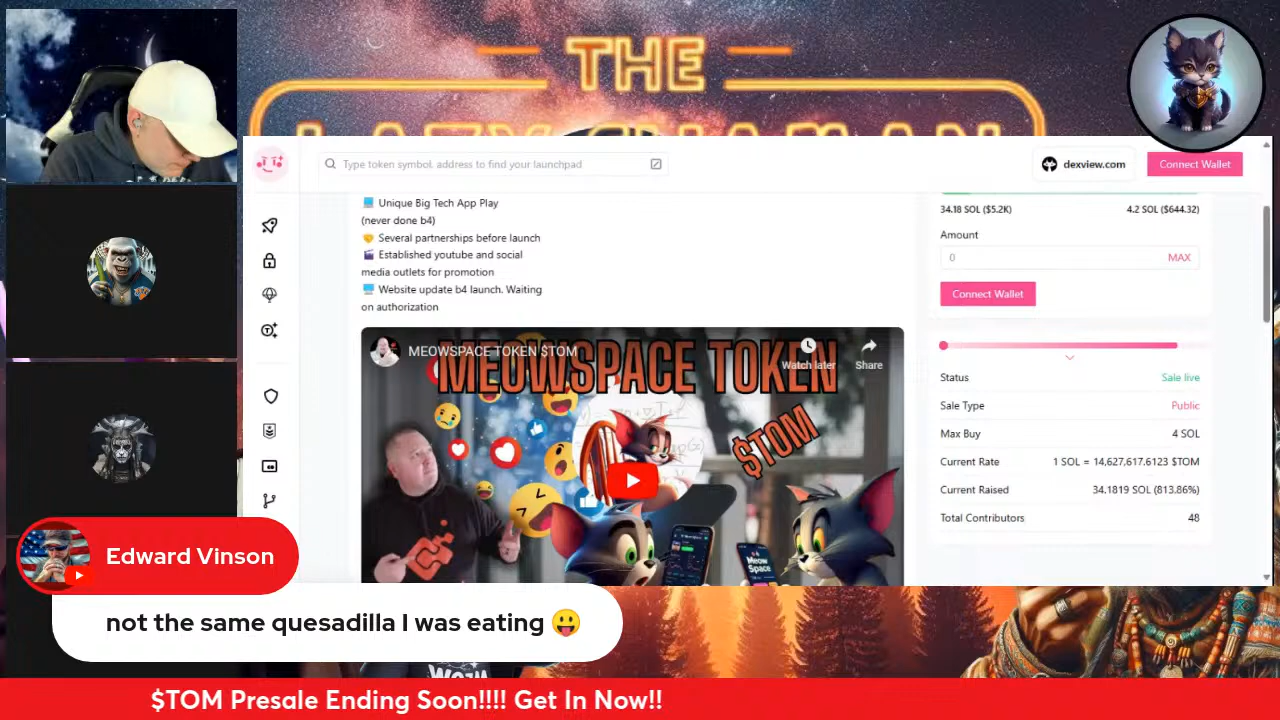 THE
LAZY SHAMAN
Type token symbol, address to find your launchpad
dexview.com
Connect Wallet
Unique Big Tech App Play
(never done b4)
Several partnerships before launch
Established youtube and social
media outlets for promotion
Website update b4 launch. Waiting
on authorization
34.18 SOL ($5.2K)
4.2 SOL ($644.32)
Amount
0
MAX
Connect Wallet
MEOWSPACE TOKEN $TOM
Watch later
Share
MEOWSPACE TOKEN
$TOM
Meow
Space
Status
Sale live
Sale Type
Public
Max Buy
4 SOL
Current Rate
1 SOL = 14,627,617.6123 $TOM
Current Raised
34.1819 SOL (813.86%)
Total Contributors
48
Edward Vinson
not the same quesadilla I was eating 😛
$TOM Presale Ending Soon!!!! Get In Now!!